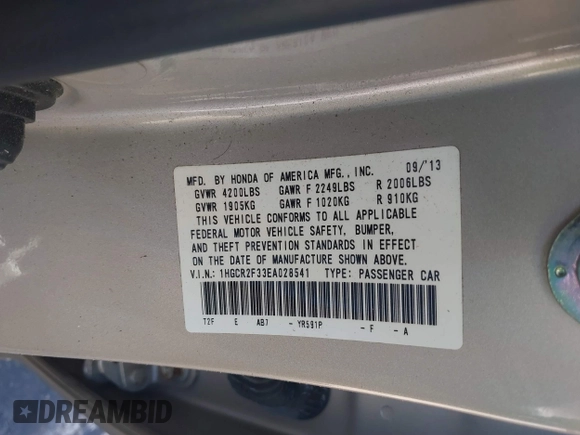 MFD. BY HONDA OF AMERICA MFG., INC. 09/'13
GVWR 4200LBS GAWR F 2249LBS R 2006LBS
GVWR 1905KG GAWR F 1020KG R 910KG
THIS VEHICLE CONFORMS TO ALL APPLICABLE
FEDERAL MOTOR VEHICLE SAFETY, BUMPER,
AND THEFT PREVENTION STANDARDS IN EFFECT
ON THE DATE OF MANUFACTURE SHOWN ABOVE.
V.I.N.: 1HGCR2F33EA028541 TYPE: PASSENGER CAR
T2F E AB7 -YR591P -F -A
DREAMBID